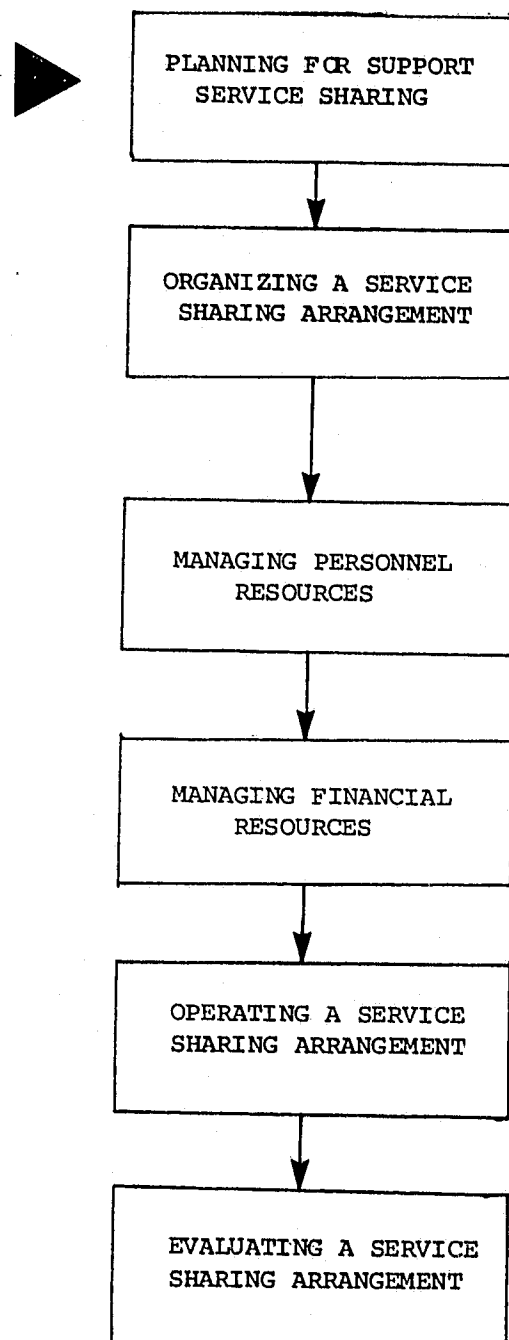 PLANNING FOR SUPPORT
SERVICE SHARING
ORGANIZING A SERVICE
SHARING ARRANGEMENT
MANAGING PERSONNEL
RESOURCES
MANAGING FINANCIAL
RESOURCES
OPERATING A SERVICE
SHARING ARRANGEMENT
EVALUATING A SERVICE
SHARING ARRANGEMENT